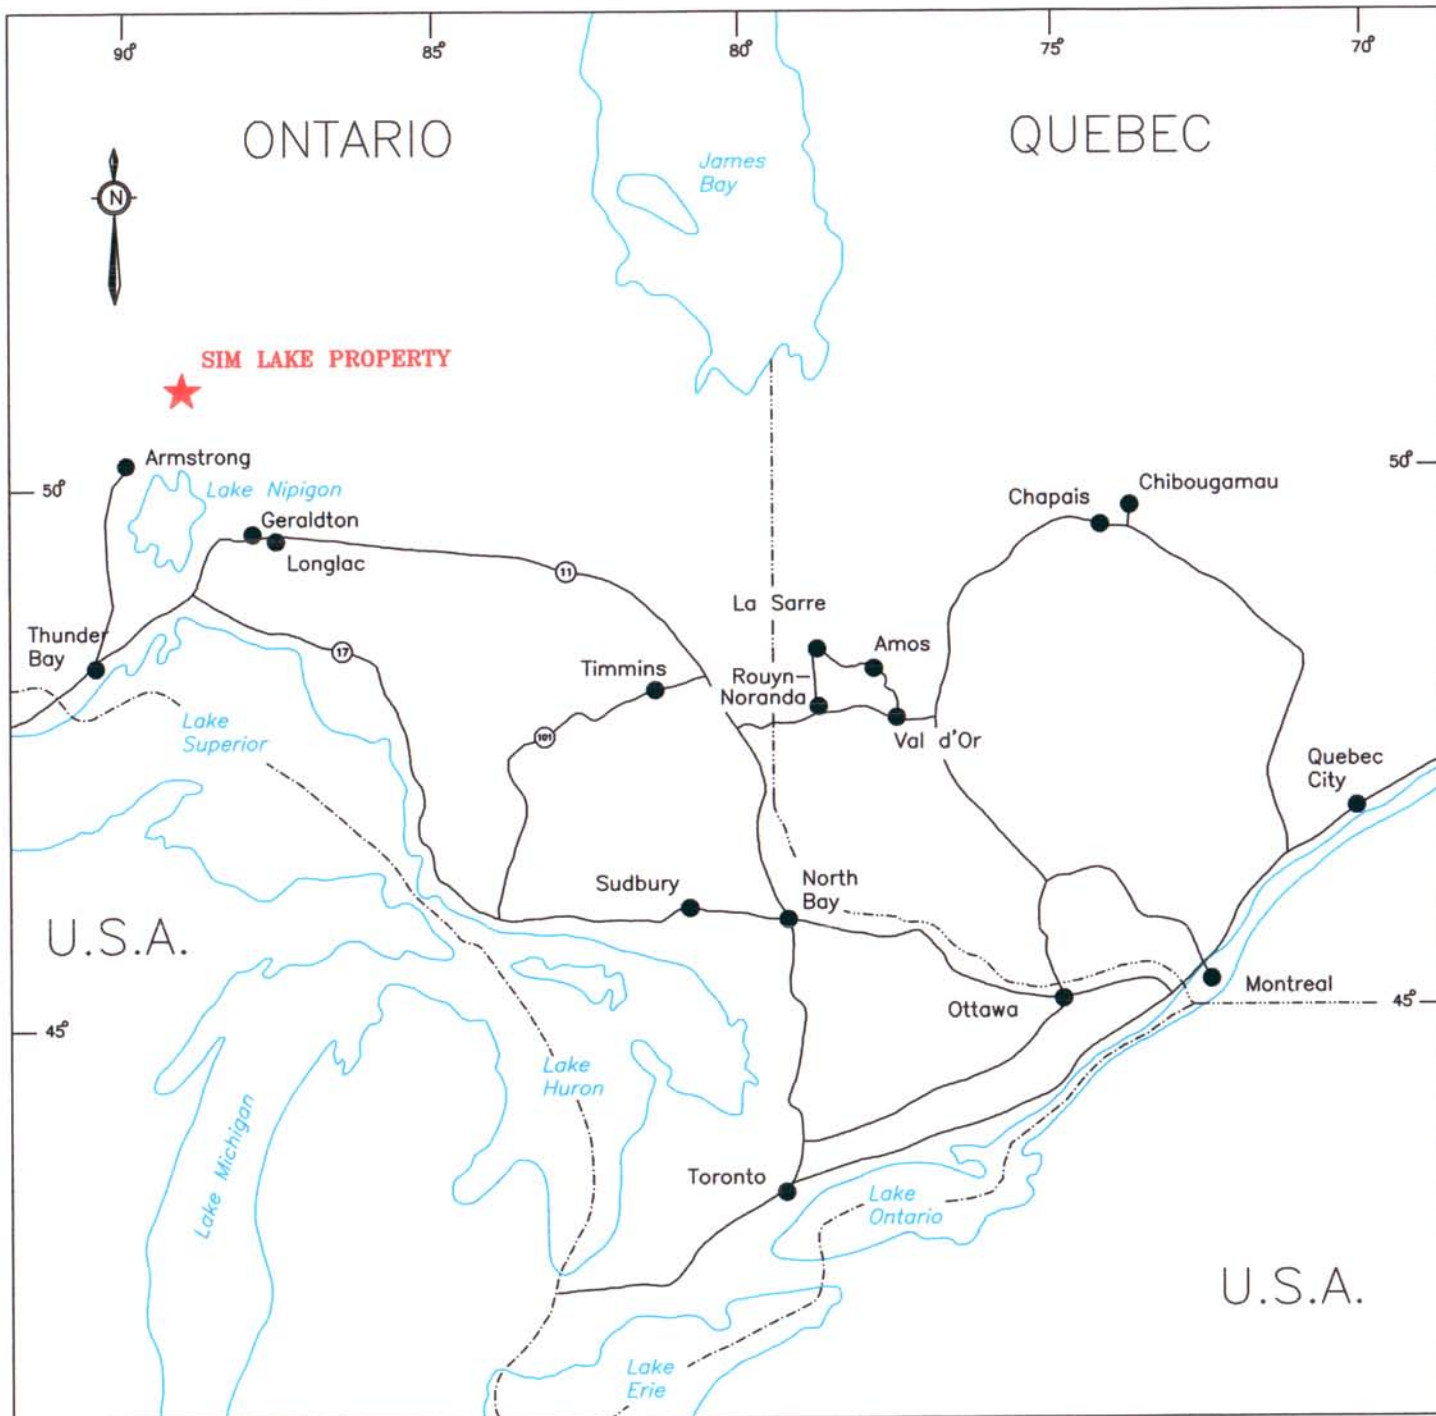 90° 85° 80° 75° 70°
ONTARIO
QUEBEC
James
Bay
N
SIM LAKE PROPERTY
Armstrong
50°
50°
Lake Nipigon
Chibougamau
Chapais
Geraldton
Longlac
11
La Sarre
Thunder
Bay
17
Timmins
Amos
Rouyn-
Noranda
Lake
Superior
101
Val d'Or
Quebec
City
Sudbury
North
Bay
U.S.A.
Montreal
Ottawa
45°
45°
Lake
Huron
Lake Michigan
Toronto
Lake
Ontario
U.S.A.
Lake
Erie